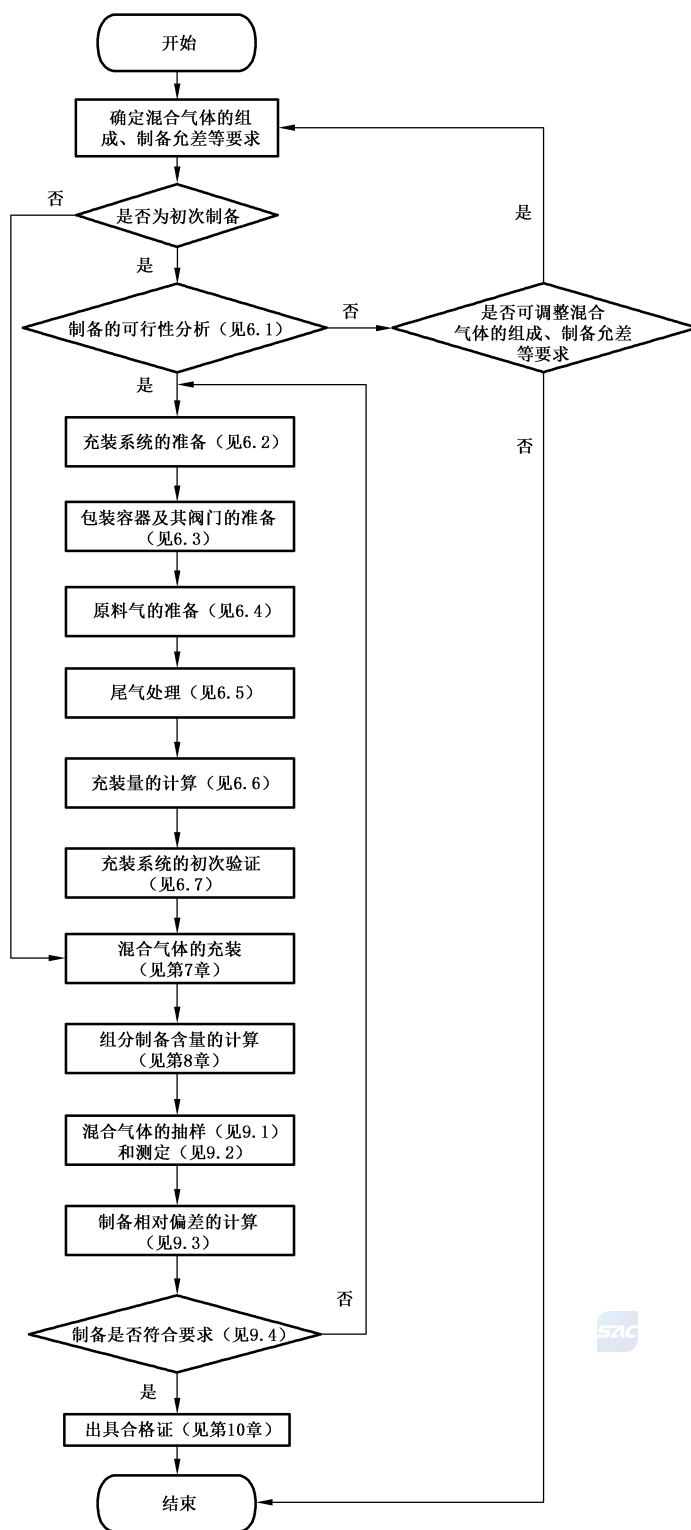 开始
确定混合气体的组
成、制备允差等要求
否
是否为初次制备
是
是
制备的可行性分析（见6.1）
否
是否可调整混合
气体的组成、制备允差
等要求
是
否
充装系统的准备（见6.2）
包装容器及其阀门的准备
（见6.3）
原料气的准备（见6.4）
尾气处理（见6.5）
充装量的计算（见6.6）
充装系统的初次验证
（见6.7）
混合气体的充装
（见第7章）
组分制备含量的计算
（见第8章）
混合气体的抽样（见9.1）
和测定（见9.2）
制备相对偏差的计算
（见9.3）
否
制备是否符合要求（见9.4）
SAC
是
出具合格证（见第10章）
结束